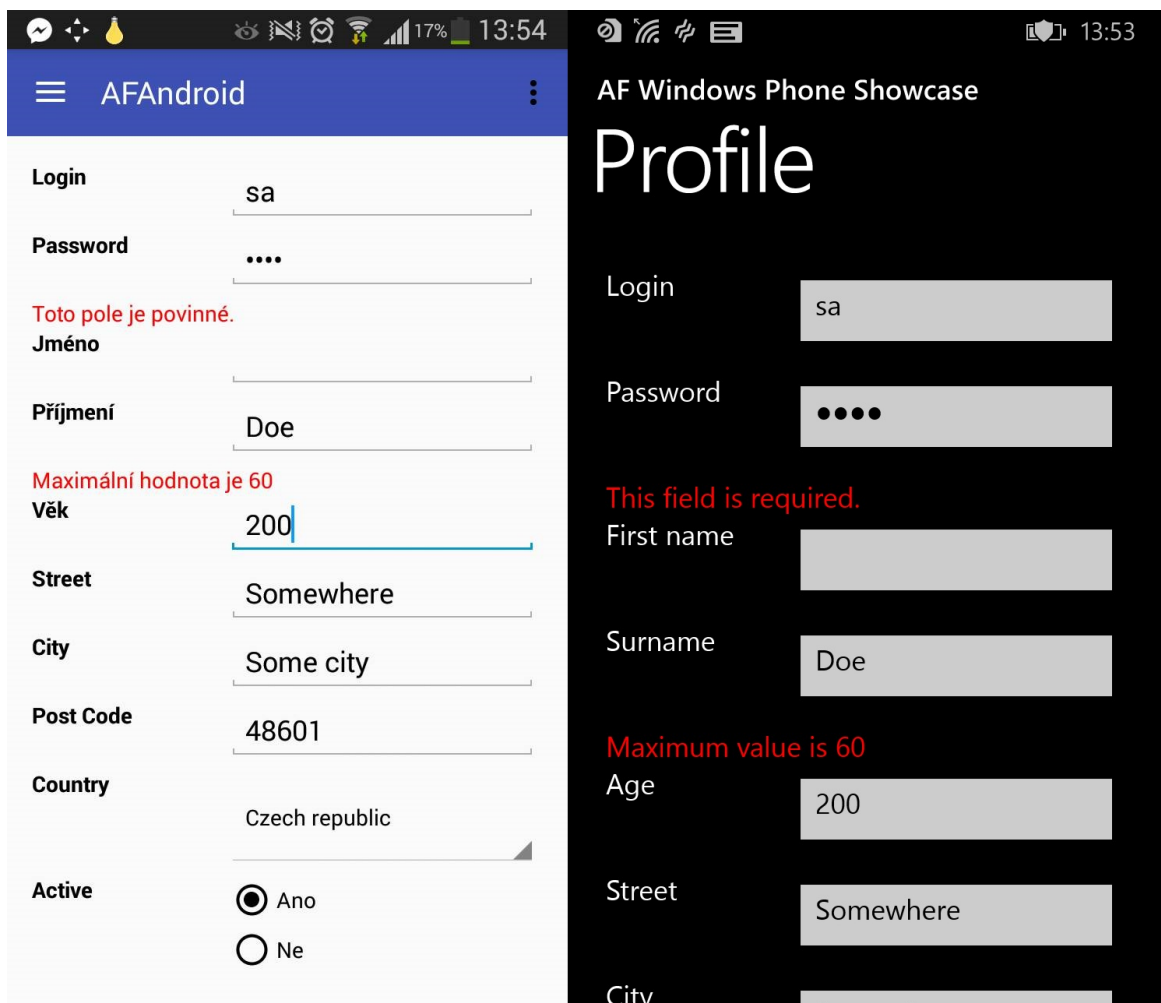 17% 13:54
AFAndroid
Login
sa
Password
••••
Toto pole je povinné.
Jméno
Příjmení
Doe
Maximální hodnota je 60
Věk
200
Street
Somewhere
City
Some city
Post Code
48601
Country
Czech republic
Active
Ano
Ne
13:53
AF Windows Phone Showcase
Profile
Login
sa
Password
••••
This field is required.
First name
Surname
Doe
Maximum value is 60
Age
200
Street
Somewhere
City